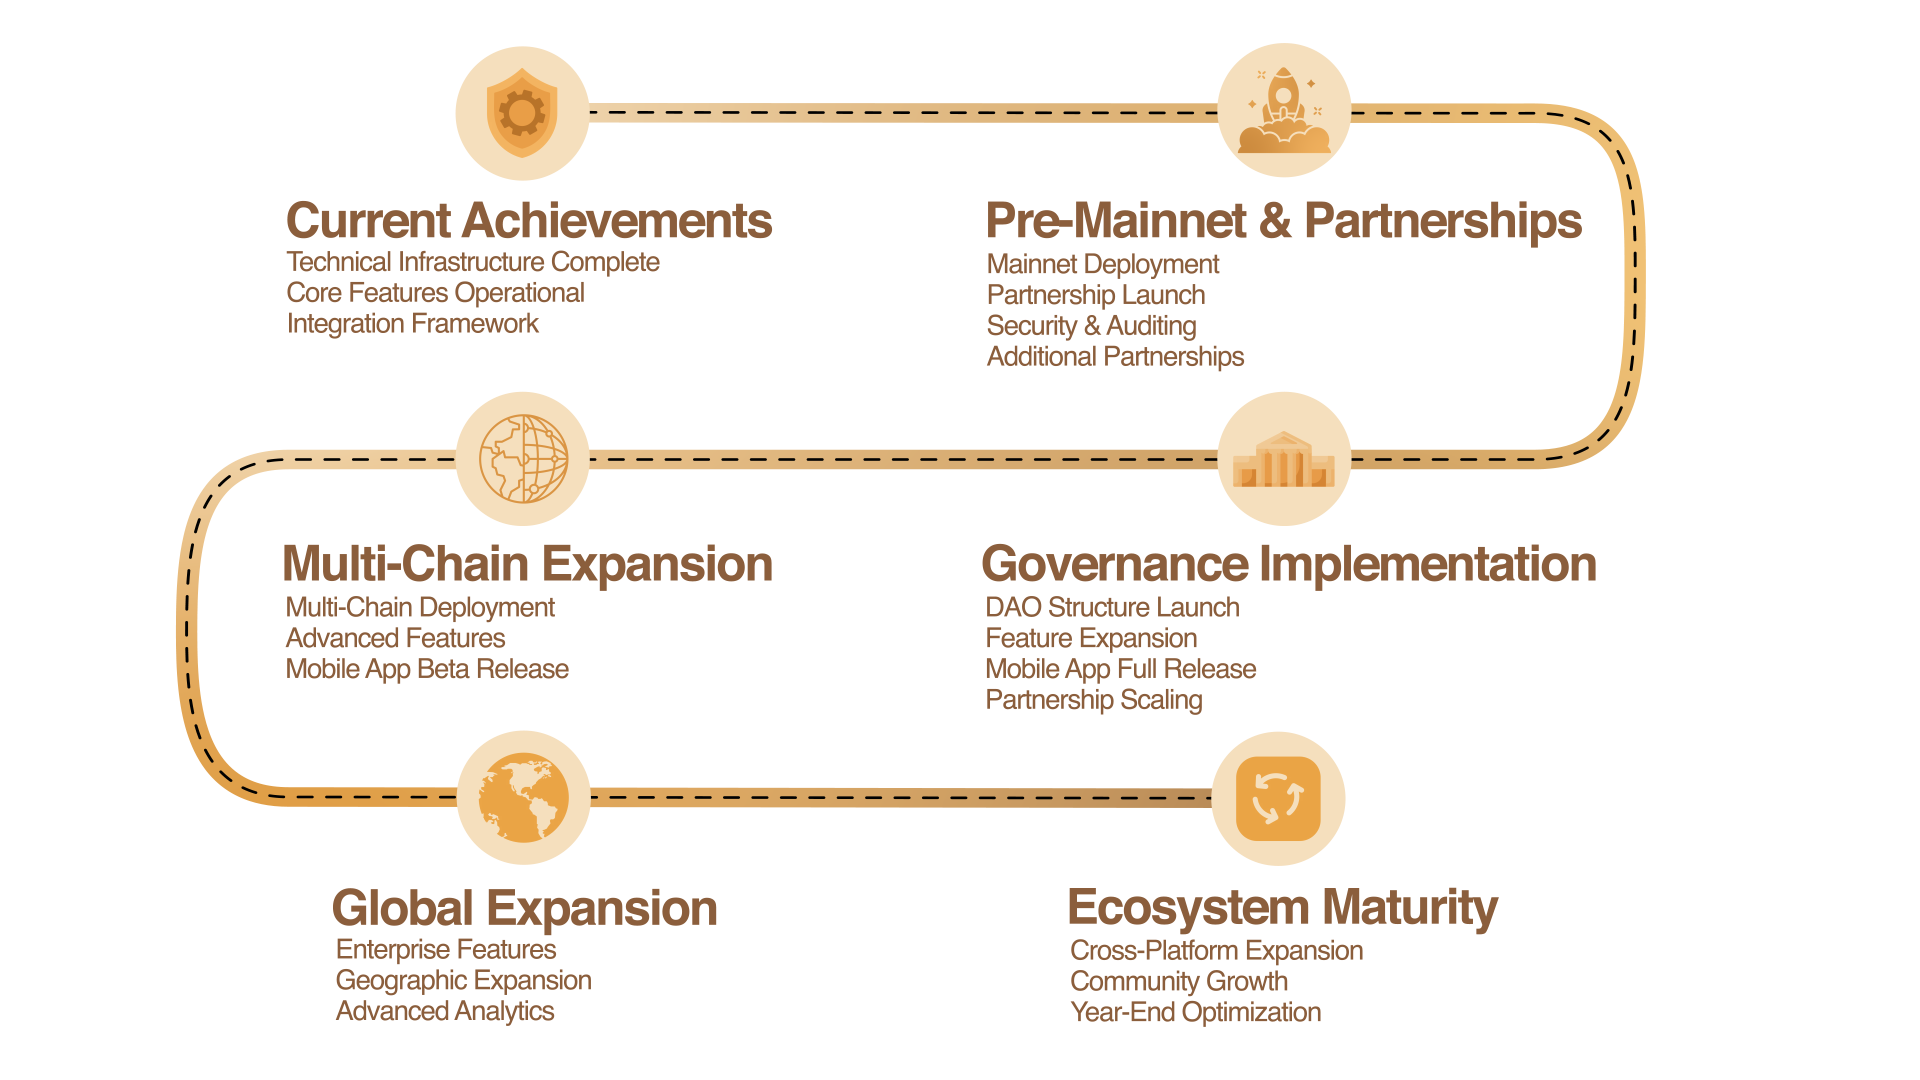 Current Achievements
Technical Infrastructure Complete
Core Features Operational
Integration Framework
Pre-Mainnet & Partnerships
Mainnet Deployment
Partnership Launch
Security & Auditing
Additional Partnerships
Multi-Chain Expansion
Multi-Chain Deployment
Advanced Features
Mobile App Beta Release
Governance Implementation
DAO Structure Launch
Feature Expansion
Mobile App Full Release
Partnership Scaling
Global Expansion
Enterprise Features
Geographic Expansion
Advanced Analytics
Ecosystem Maturity
Cross-Platform Expansion
Community Growth
Year-End Optimization